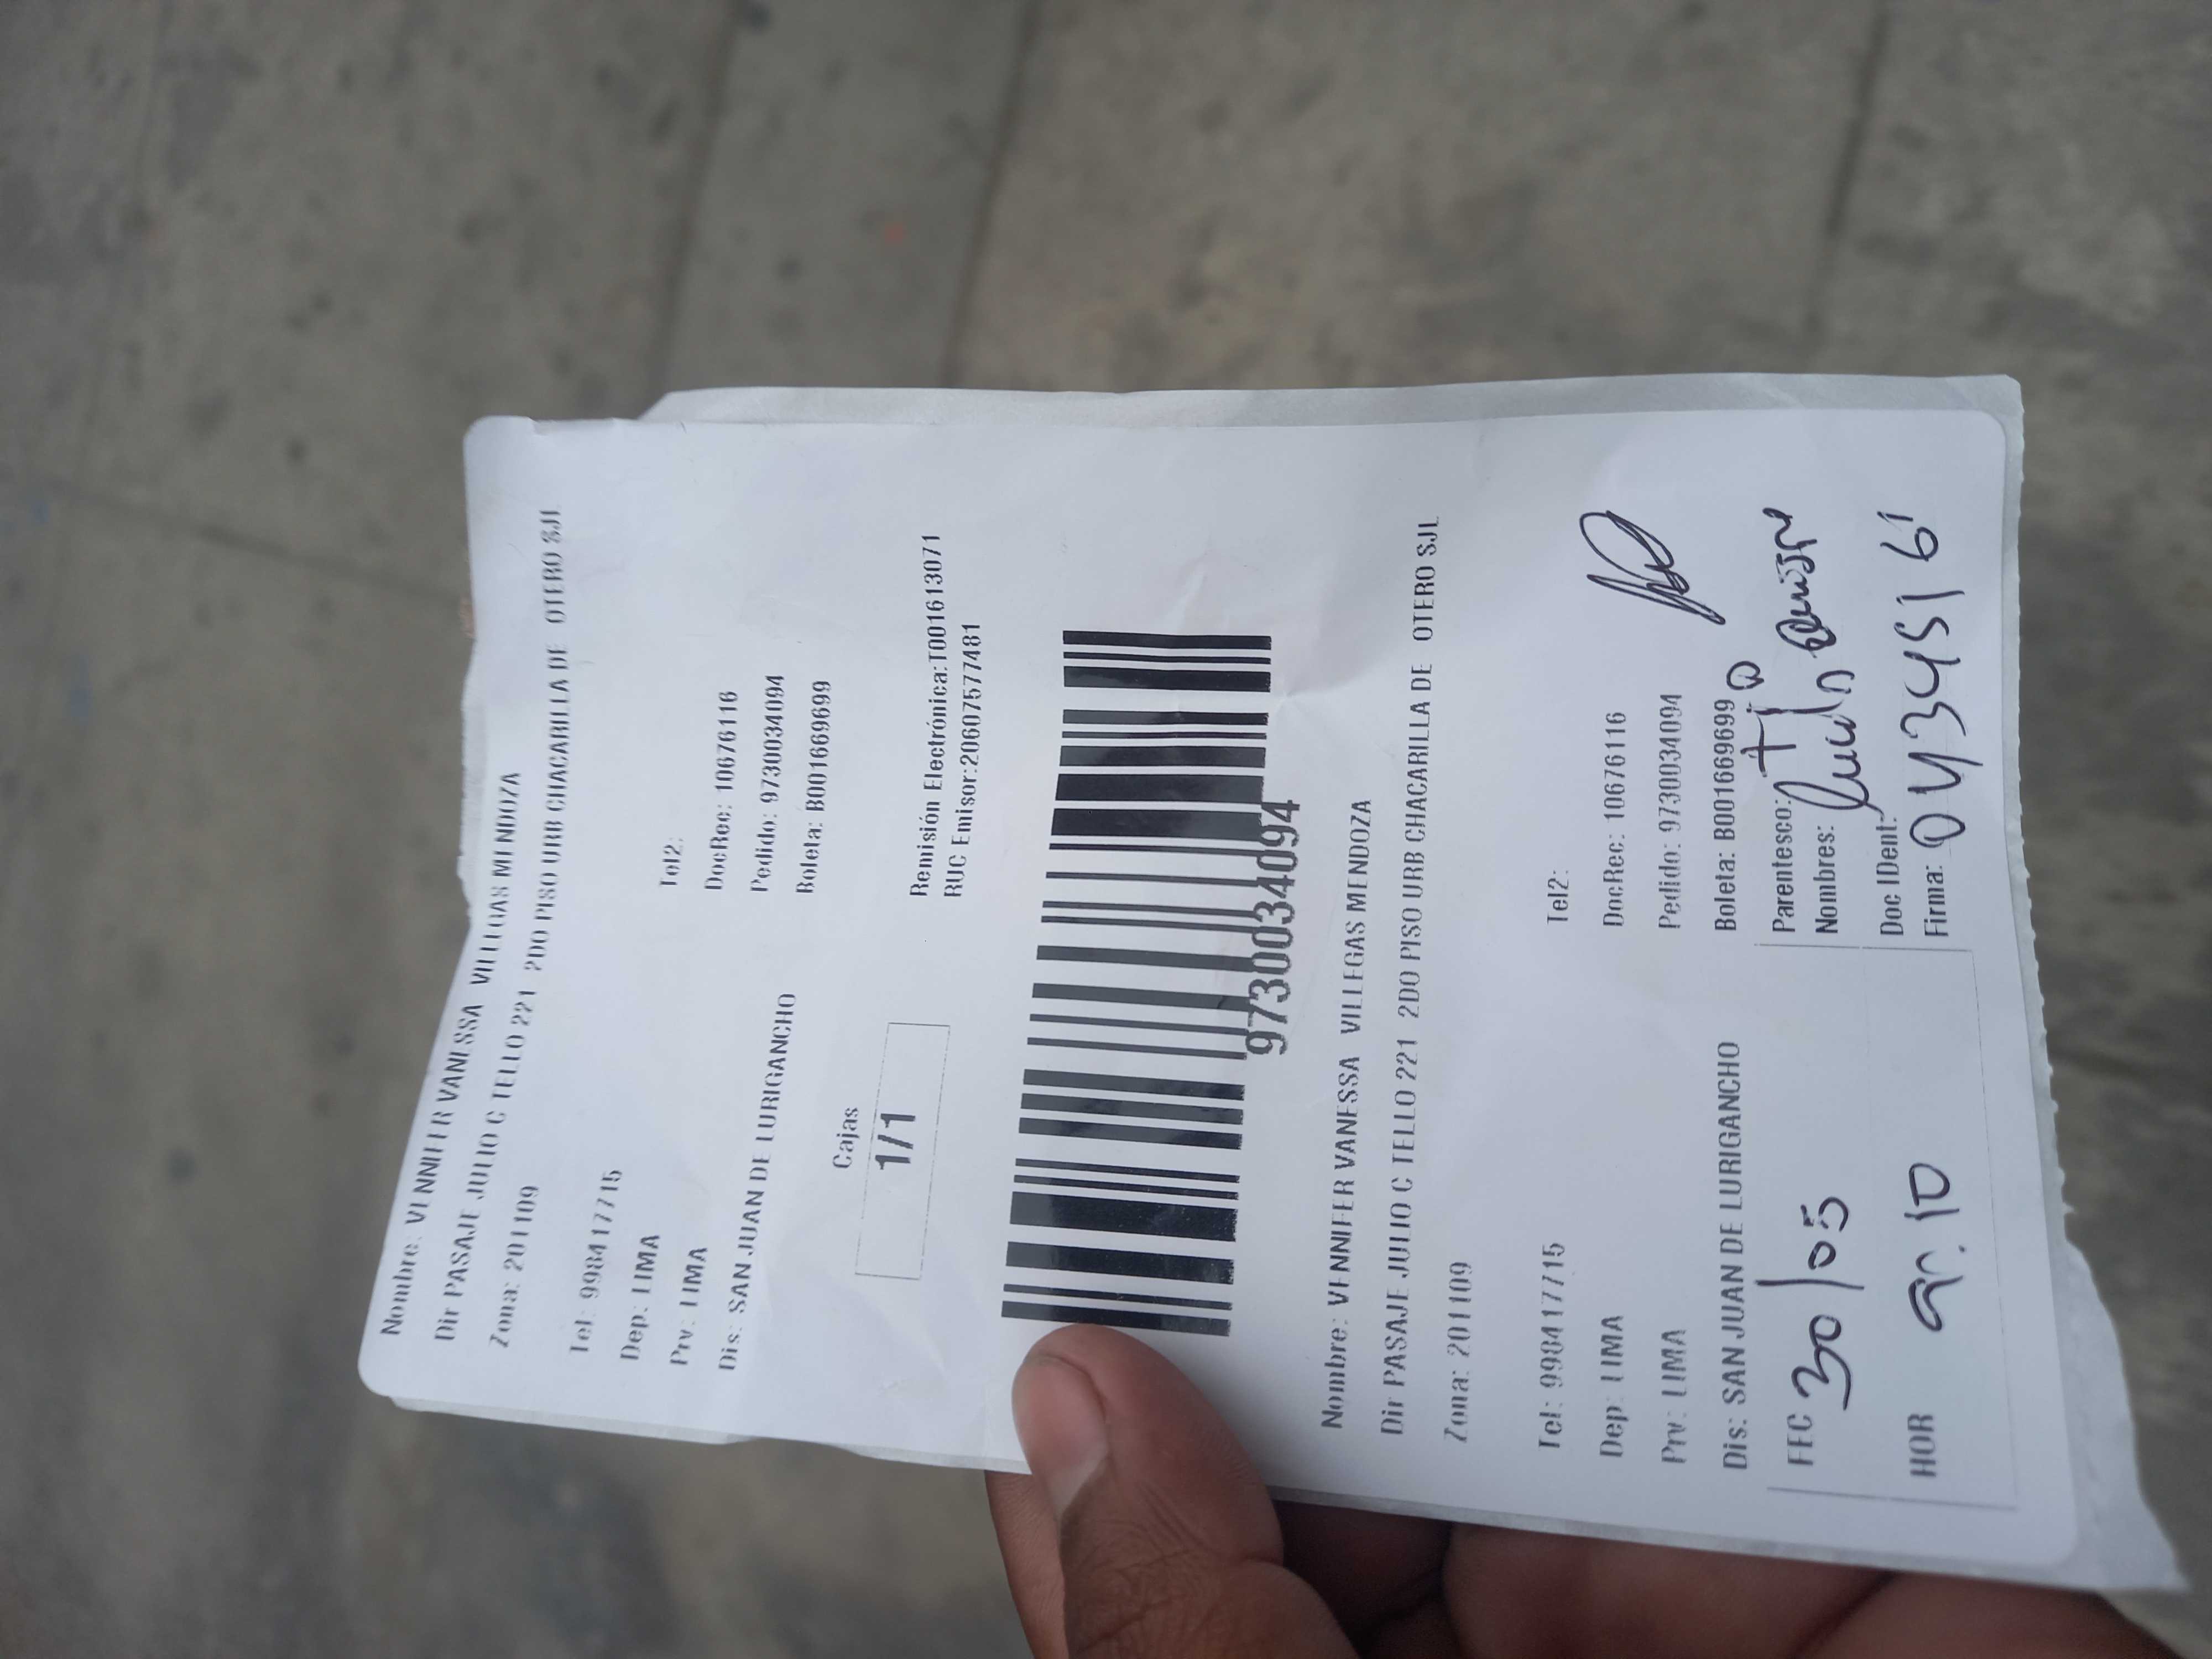 Nombre: VENNIFER VANESSA VILLEGAS MENDOZA
Dir PASAJE JULIO C TELLO 221 2DO PISO URB CHACARILLA DE OTERO SJL
Zona: 201109
Tel: 998417715
Tel2:
Dep: LIMA
DocRec: 10676116
Prv: LIMA
Pedido: 9730034094
Dis: SAN JUAN DE LURIGANCHO
Boleta: B001669699
Cajas
1/1
Remisión Electrónica:T001613071
RUC Emisor:20607577481
9730034094
Nombre: VENNIFER VANESSA VILLEGAS MENDOZA
Dir PASAJE JULIO C TELLO 221 2DO PISO URB CHACARILLA DE OTERO SJL
Zona: 201109
Tel: 998417715
Tel2:
Dep: LIMA
DocRec: 10676116
Prv: LIMA
Pedido: 9730034094
Dis: SAN JUAN DE LURIGANCHO
Boleta: B001669699
FEC 30/05
Parentesco: Tio
Nombres:
HOR 9:10
Doc IDent:
Firma: 04345161